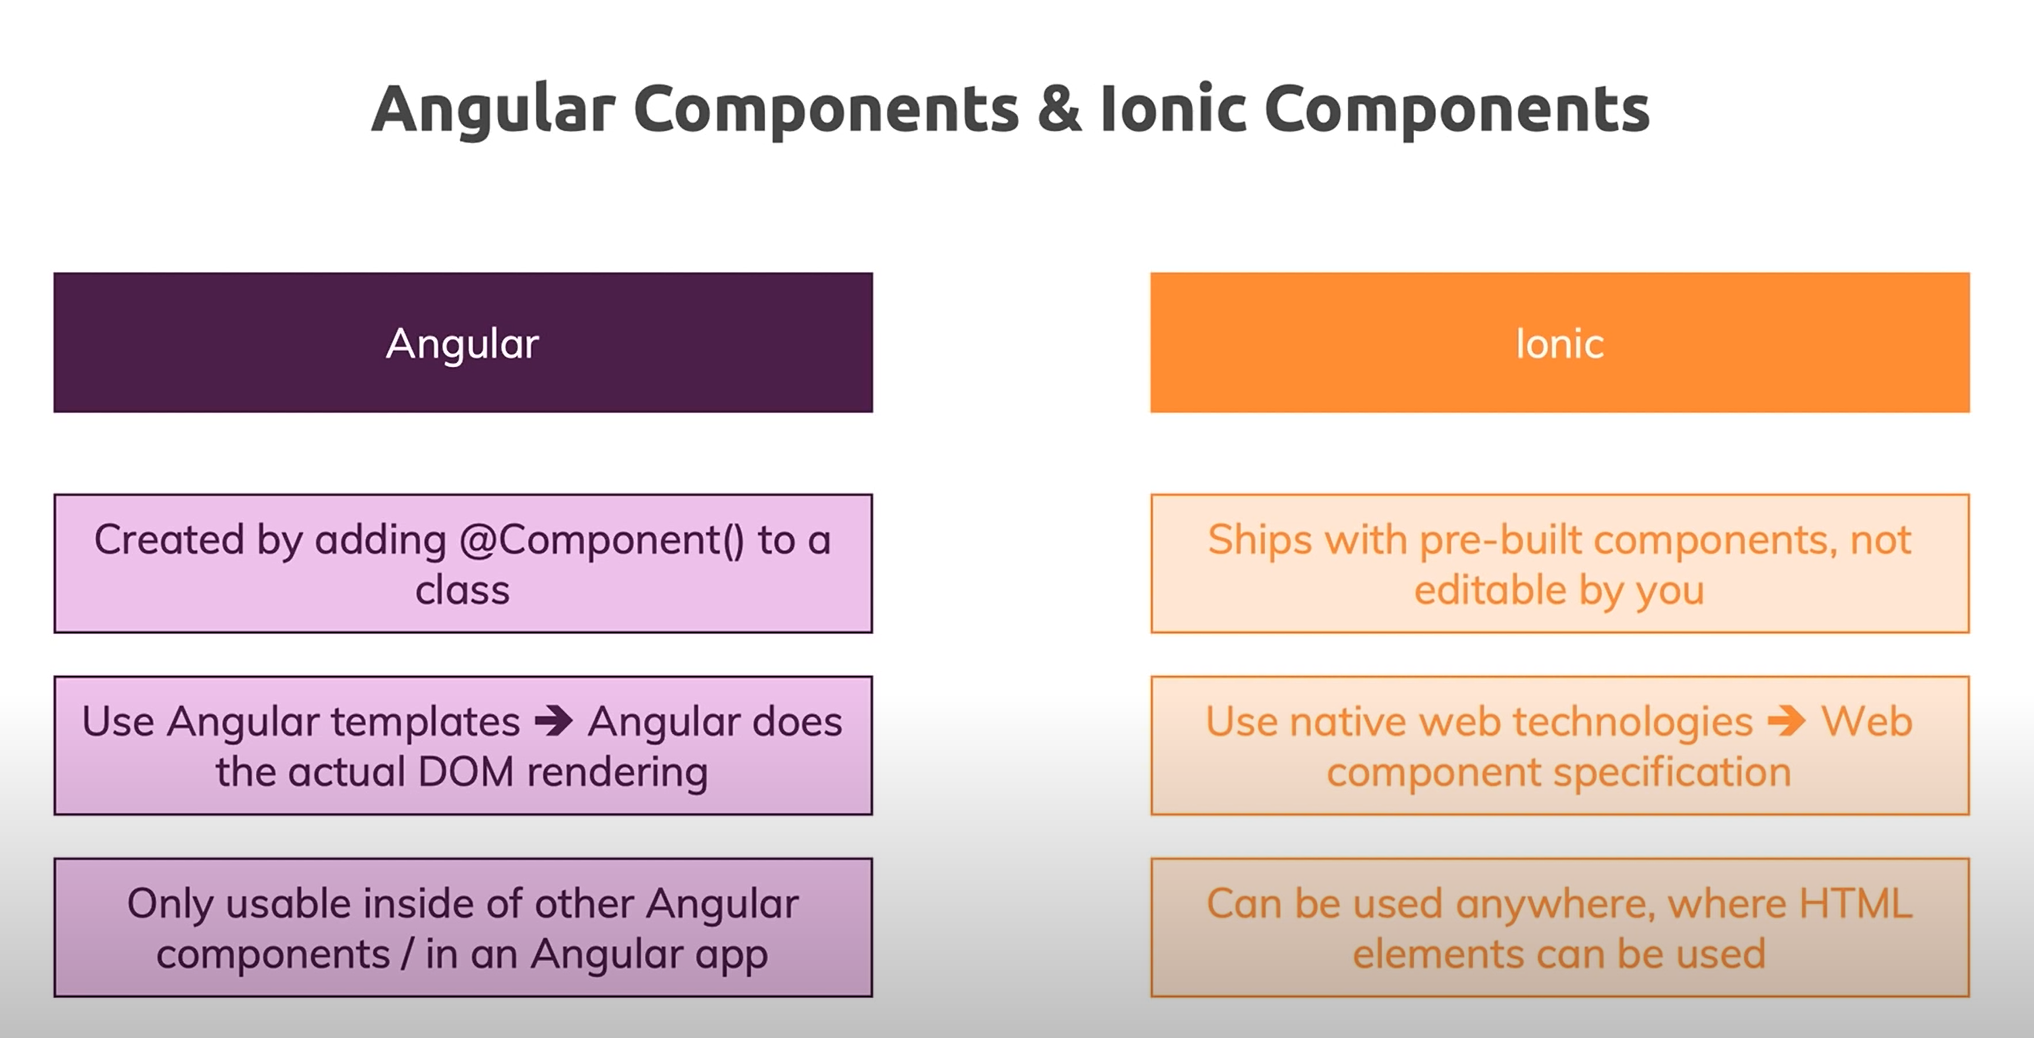 Angular Components & Ionic Components
Angular
Ionic
Created by adding @Component() to a
class
Ships with pre-built components, not
editable by you
Use Angular templates → Angular does
the actual DOM rendering
Use native web technologies → Web
component specification
Only usable inside of other Angular
components / in an Angular app
Can be used anywhere, where HTML
elements can be used